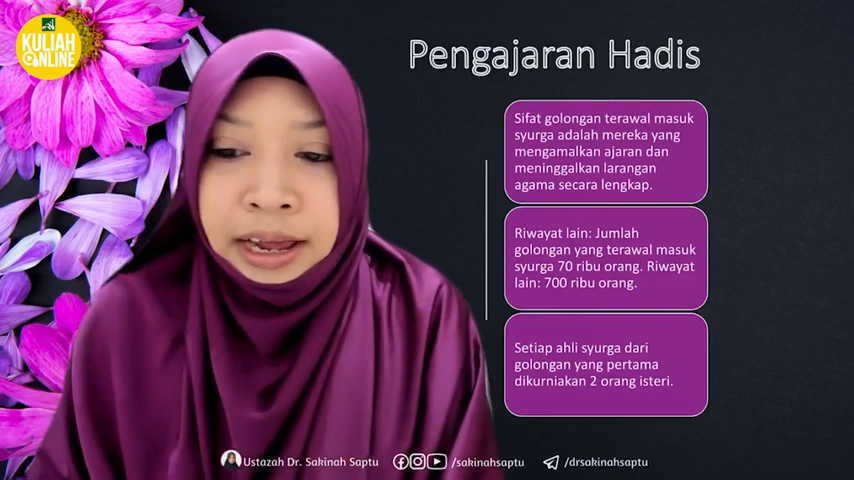 KULIAH
ONLINE
Pengajaran Hadis
Sifat golongan terawal masuk
syurga adalah mereka yang
mengamalkan ajaran dan
meninggalkan larangan
agama secara lengkap.
Riwayat lain: Jumlah
golongan yang terawal masuk
syurga 70 ribu orang. Riwayat
lain: 700 ribu orang.
Setiap ahli syurga dari
golongan yang pertama
dikurniakan 2 orang isteri.
Ustazah Dr. Sakinah Saptu
/sakinahsaptu
/drsakinahsaptu